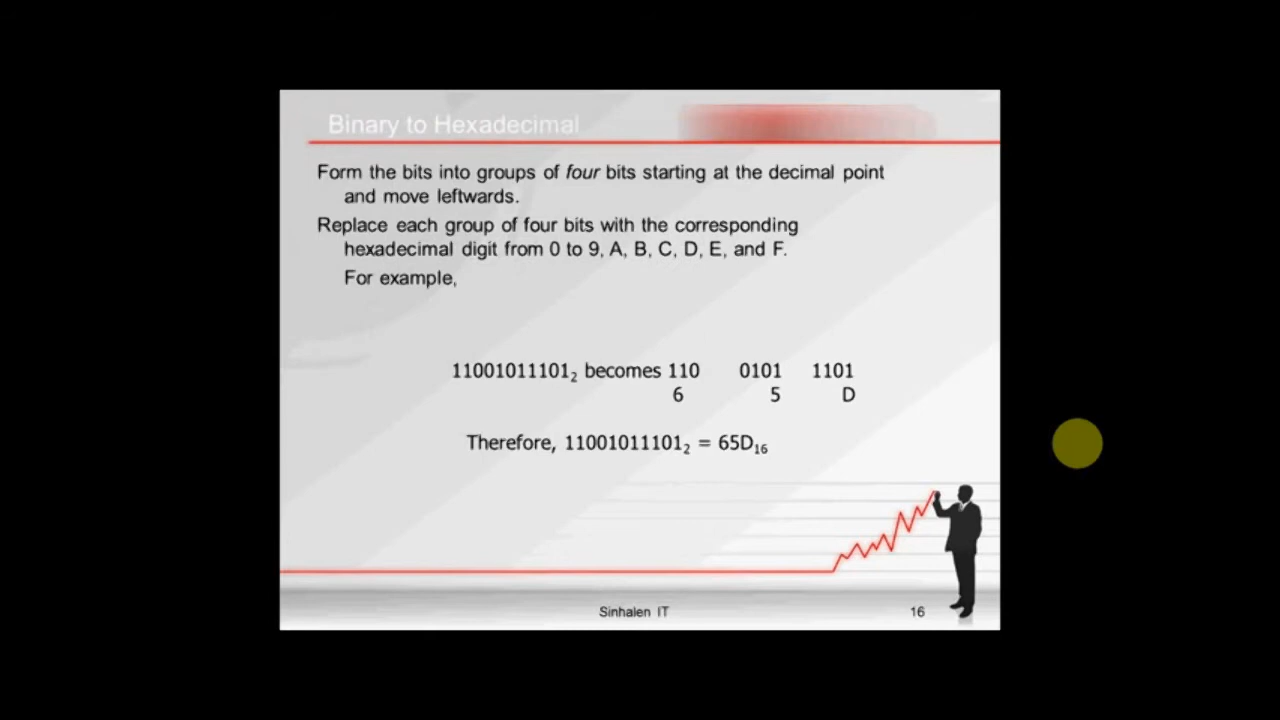 Binary to Hexadecimal
Form the bits into groups of four bits starting at the decimal point
and move leftwards.
Replace each group of four bits with the corresponding
hexadecimal digit from 0 to 9, A, B, C, D, E, and F.
For example,
11001011101₂ becomes 110 0101 1101
6 5 D
Therefore, 11001011101₂ = 65D₁₆
Sinhalen IT 16